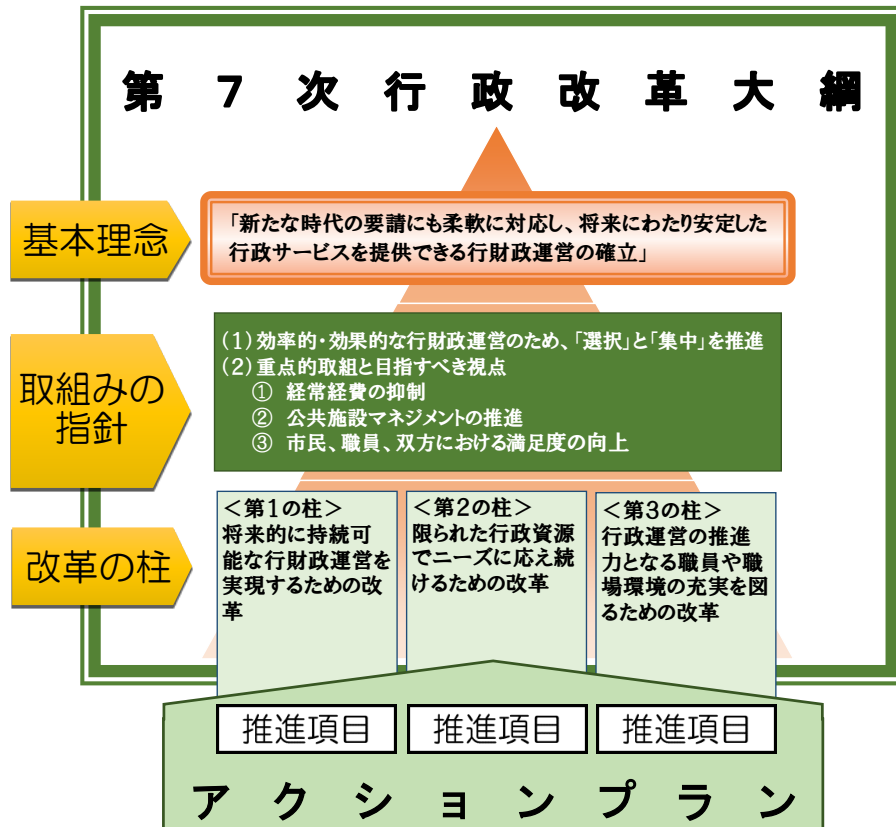 第7次行政改革大綱
基本理念
「新たな時代の要請にも柔軟に対応し、将来にわたり安定した
行政サービスを提供できる行財政運営の確立」
取組みの
指針
(1)効率的・効果的な行財政運営のため、「選択」と「集中」を推進
(2)重点的取組と目指すべき視点
① 経常経費の抑制
② 公共施設マネジメントの推進
③ 市民、職員、双方における満足度の向上
改革の柱
<第1の柱>
将来的に持続可
能な行財政運営を
実現するための改
革
<第2の柱>
限られた行政資源
でニーズに応え続
けるための改革
<第3の柱>
行政運営の推進
力となる職員や職
場環境の充実を図
るための改革
推進項目
推進項目
推進項目
アクションプラン